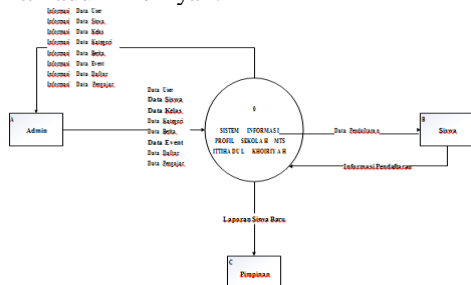 Informasi Data User
Informasi Data Siswa
Informasi Data Kelas
Informasi Data Kategori
Informasi Data Berita
Informasi Data Event
Informasi Data Daftar
Informasi Data Pengajar
A
Admin
Data User
Data Siswa
Data Kelas
Data Kategori
Data Berita
Data Event
Data Daftar
Data Pengajar
0
SISTEM INFORMASI
PROFIL SEKOLAH MTS
ITTIHADUL KHOIRIYAH
Data Pendaftaran
B
Siswa
Informasi Pendaftaran
Laporan Siswa Baru
C
Pimpinan